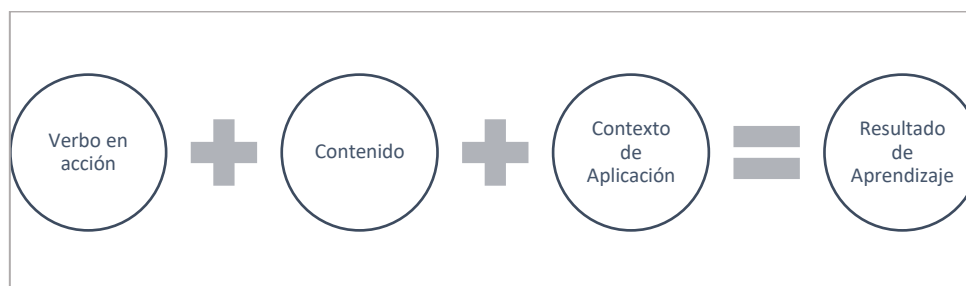 Verbo en
acción
Contenido
Contexto
de
Aplicación
Resultado
de
Aprendizaje